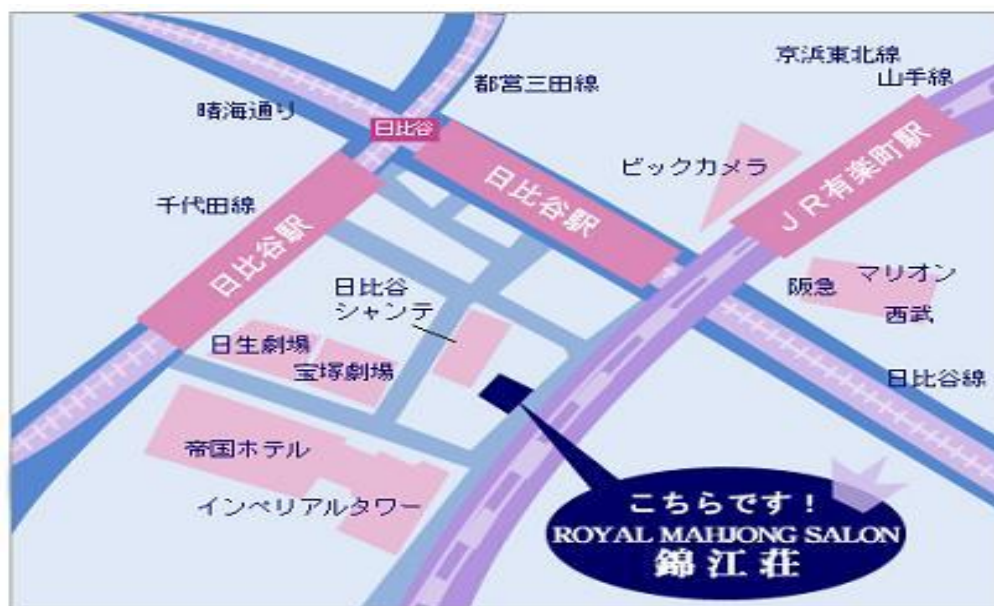 京浜東北線
山手線
都営三田線
晴海通り
日比谷
ビックカメラ
JR有楽町駅
日比谷駅
千代田線
日比谷駅
日比谷
シャンテ
阪急
マリオン
西武
日生劇場
宝塚劇場
日比谷線
帝国ホテル
インペリアルタワー
こちらです!
ROYAL MAHJONG SALON
錦江荘